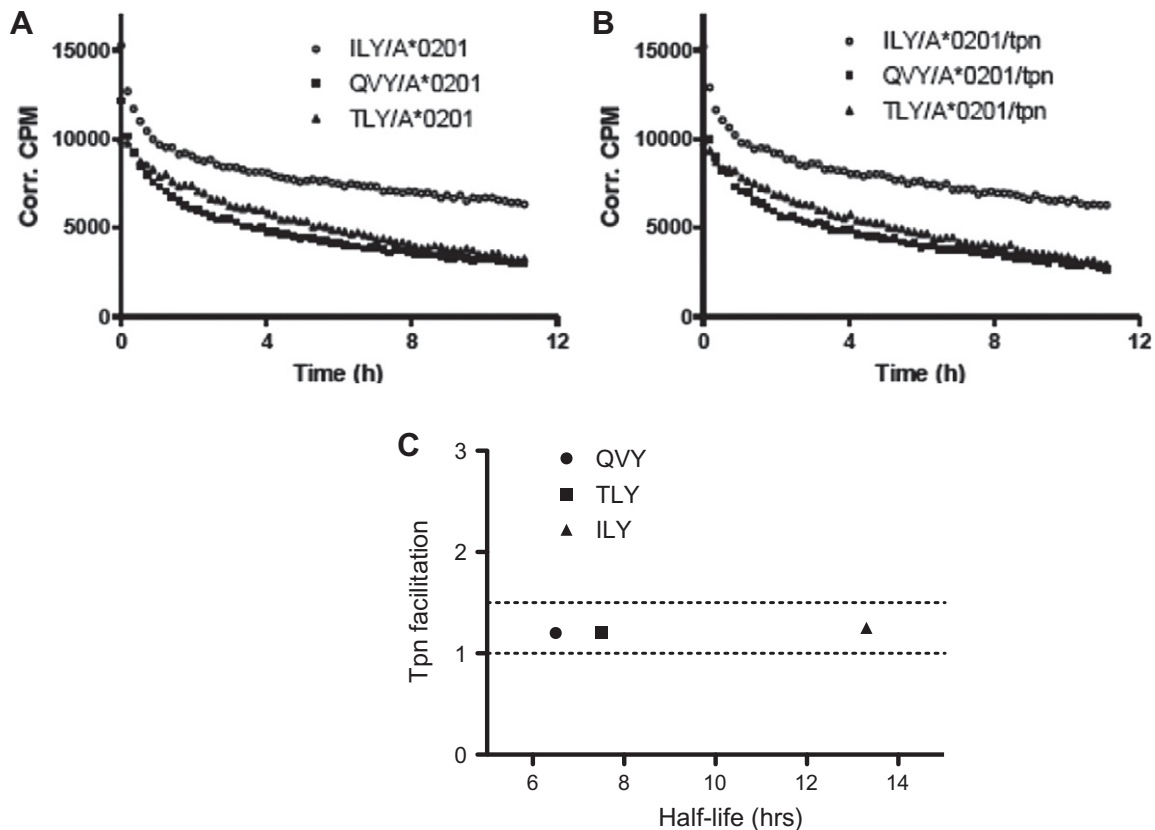 A
Corr. CPM
15000
10000
5000
0
0 4 8 12
Time (h)
ILY/A*0201
QVY/A*0201
TLY/A*0201
B
Corr. CPM
15000
10000
5000
0
0 4 8 12
Time (h)
ILY/A*0201/tpn
QVY/A*0201/tpn
TLY/A*0201/tpn
C
Tpn facilitation
3
2
1
0
6 8 10 12 14
Half-life (hrs)
QVY
TLY
ILY